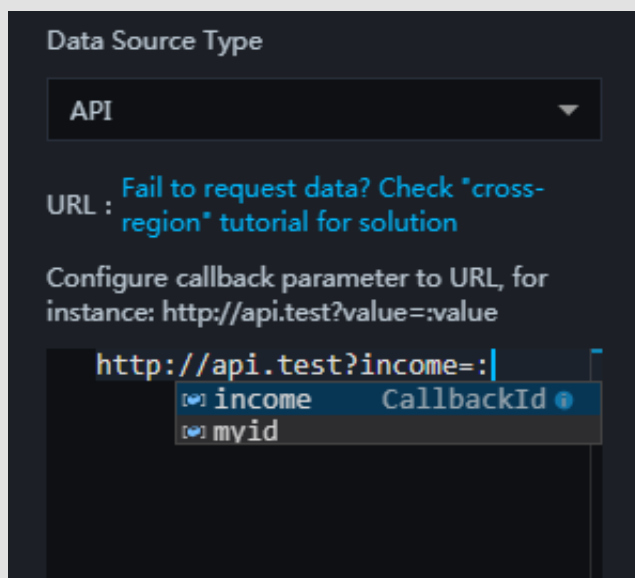 Data Source Type
API
URL : Fail to request data? Check "cross-
region" tutorial for solution
Configure callback parameter to URL, for
instance: http://api.test?value=:value
http://api.test?income=:
income CallbackId
myid